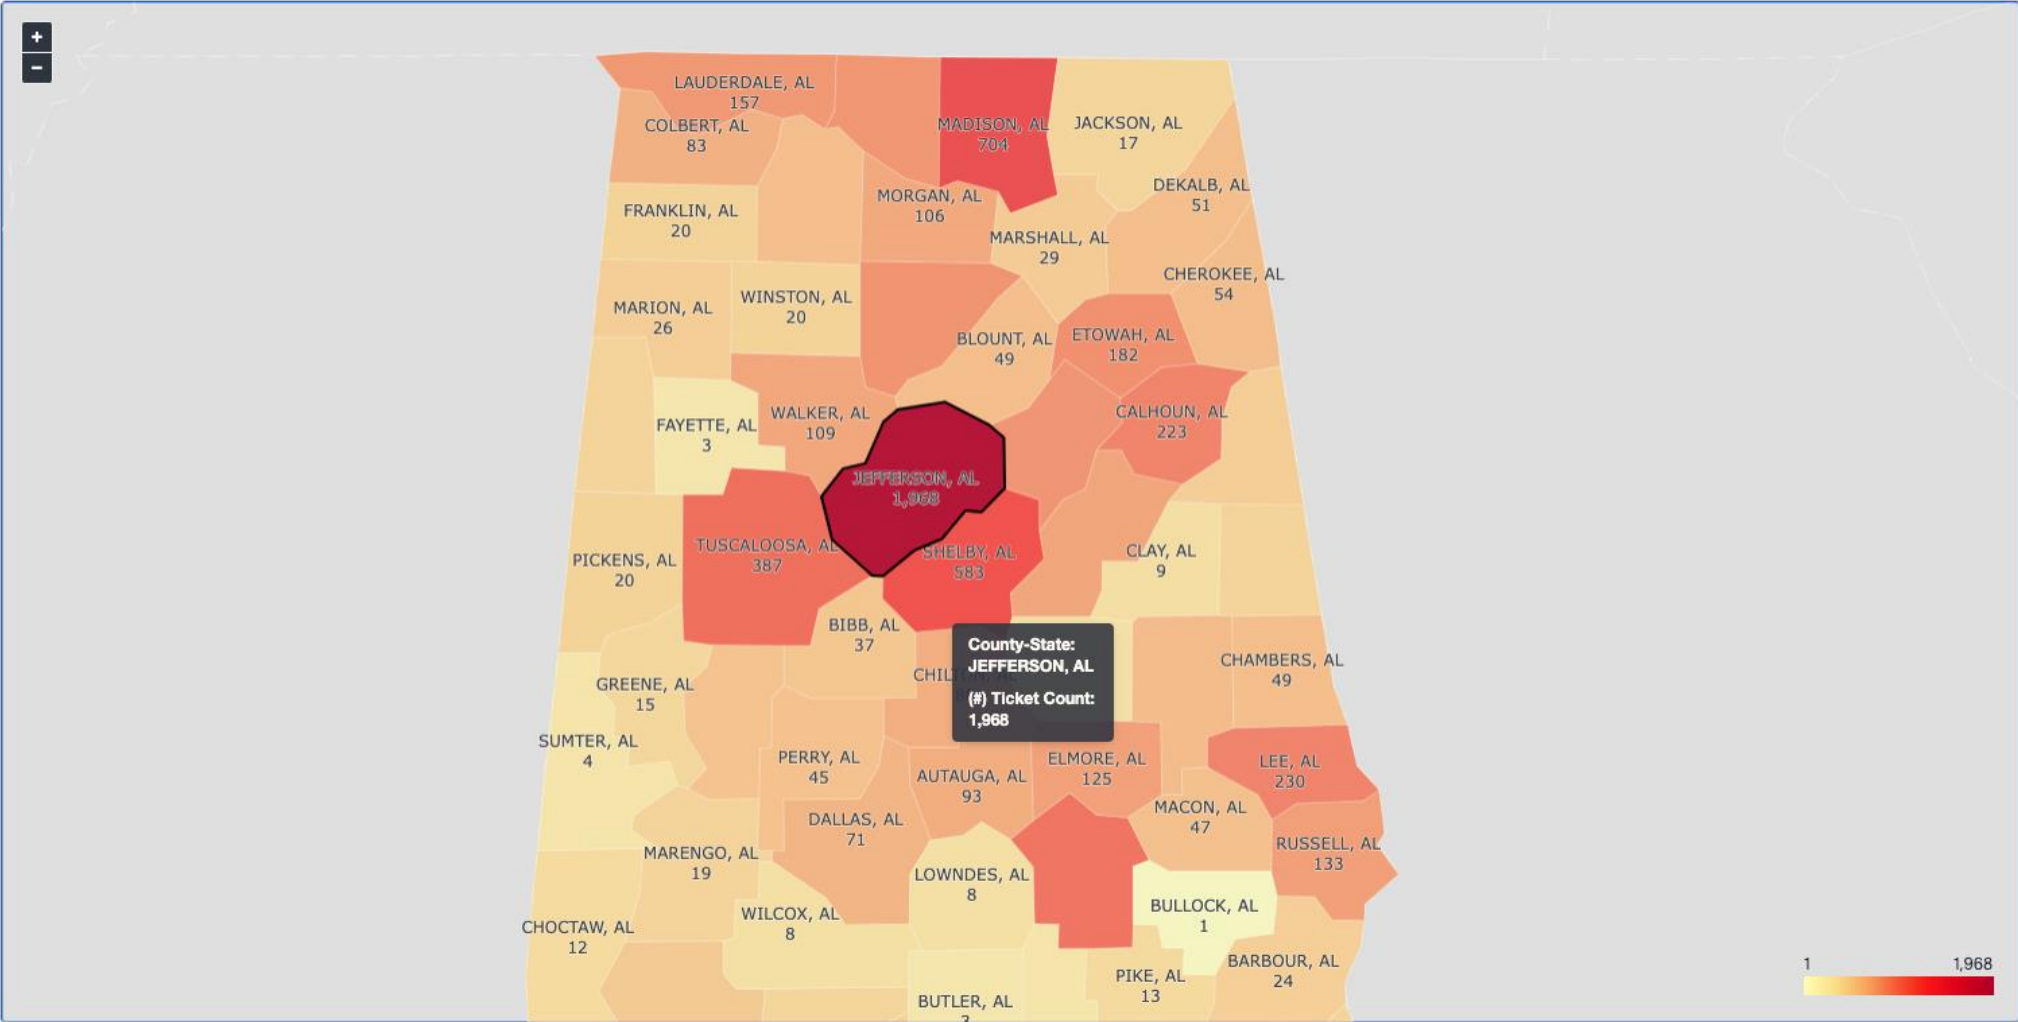 +
−
LAUDERDALE, AL
157
COLBERT, AL
83
MADISON, AL
704
JACKSON, AL
17
DEKALB, AL
51
MORGAN, AL
106
FRANKLIN, AL
20
MARSHALL, AL
29
CHEROKEE, AL
54
MARION, AL
26
WINSTON, AL
20
BLOUNT, AL
49
ETOWAH, AL
182
FAYETTE, AL
3
WALKER, AL
109
CALHOUN, AL
223
JEFFERSON, AL
1,968
PICKENS, AL
20
TUSCALOOSA, AL
387
SHELBY, AL
583
CLAY, AL
9
BIBB, AL
37
County-State:
JEFFERSON, AL
(#) Ticket Count:
1,968
CHILTON, AL
CHAMBERS, AL
49
GREENE, AL
15
SUMTER, AL
4
PERRY, AL
45
AUTAUGA, AL
93
ELMORE, AL
125
LEE, AL
230
DALLAS, AL
71
MACON, AL
47
RUSSELL, AL
133
MARENGO, AL
19
LOWNDES, AL
8
WILCOX, AL
8
BULLOCK, AL
1
CHOCTAW, AL
12
PIKE, AL
13
BARBOUR, AL
24
BUTLER, AL
1 1,968